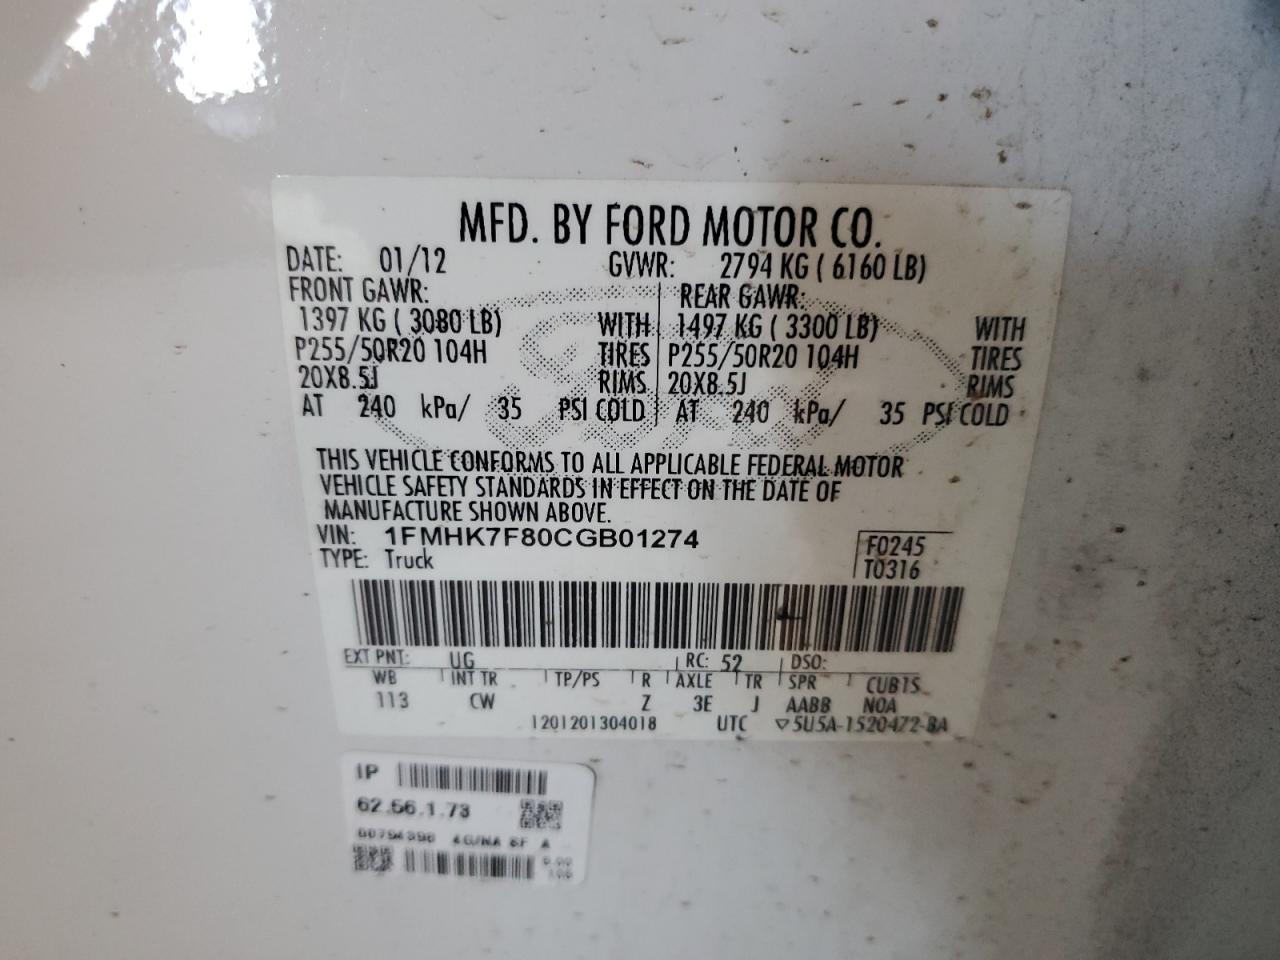 MFD. BY FORD MOTOR CO.
DATE: 01/12 GVWR: 2794 KG ( 6160 LB)
FRONT GAWR: REAR GAWR:
1397 KG ( 3080 LB) WITH 1497 KG ( 3300 LB) WITH
P255/50R20 104H TIRES P255/50R20 104H TIRES
20X8.5J RIMS 20X8.5J RIMS
AT 240 kPa/ 35 PSI COLD AT 240 kPa/ 35 PSI COLD
THIS VEHICLE CONFORMS TO ALL APPLICABLE FEDERAL MOTOR
VEHICLE SAFETY STANDARDS IN EFFECT ON THE DATE OF
MANUFACTURE SHOWN ABOVE.
VIN: 1FMHK7F80CGB01274 F0245
TYPE: Truck T0316
EXT PNT: UG RC: 52 DSO:
WB INT TR TP/PS R AXLE TR SPR CUB1S
113 CW Z 3E J AABB NOA
1201201304018 UTC ▽5U5A-1520472-BA
IP
62.56.1.73
A